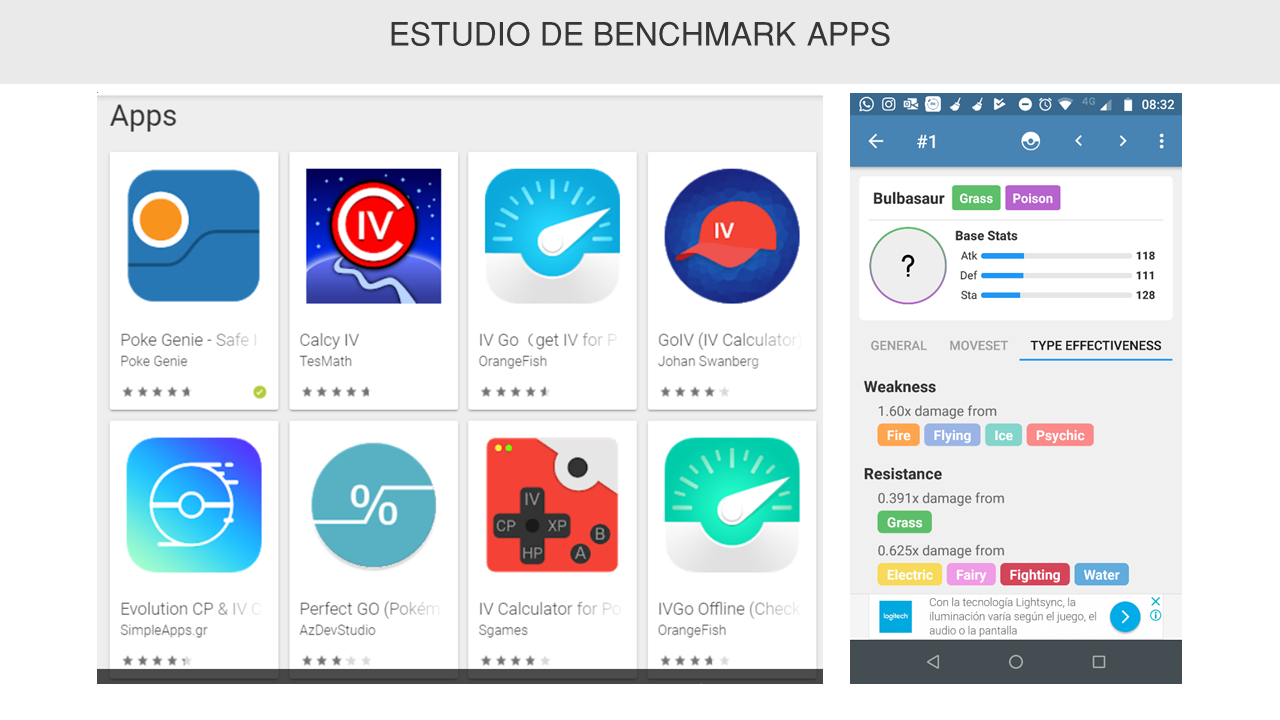 ESTUDIO DE BENCHMARK APPS
Apps
IV
IV
Poke Genie - Safe I
Calcy IV
IV Go（get IV for P
GoIV (IV Calculator)
Poke Genie
TesMath
OrangeFish
Johan Swanberg
%
IV
CP
XP
HP
B
A
Evolution CP & IV C
Perfect GO (Pokém
IV Calculator for Po
IVGo Offline (Check
SimpleApps.gr
AzDevStudio
Sgames
OrangeFish
4G 08:32
#1
Bulbasaur Grass Poison
Base Stats
?
Atk 118
Def 111
Sta 128
GENERAL MOVESET TYPE EFFECTIVENESS
Weakness
1.60x damage from
Fire Flying Ice Psychic
Resistance
0.391x damage from
Grass
0.625x damage from
Electric Fairy Fighting Water
logitech
Con la tecnología Lightsync, la
iluminación varía según el juego, el
audio o la pantalla